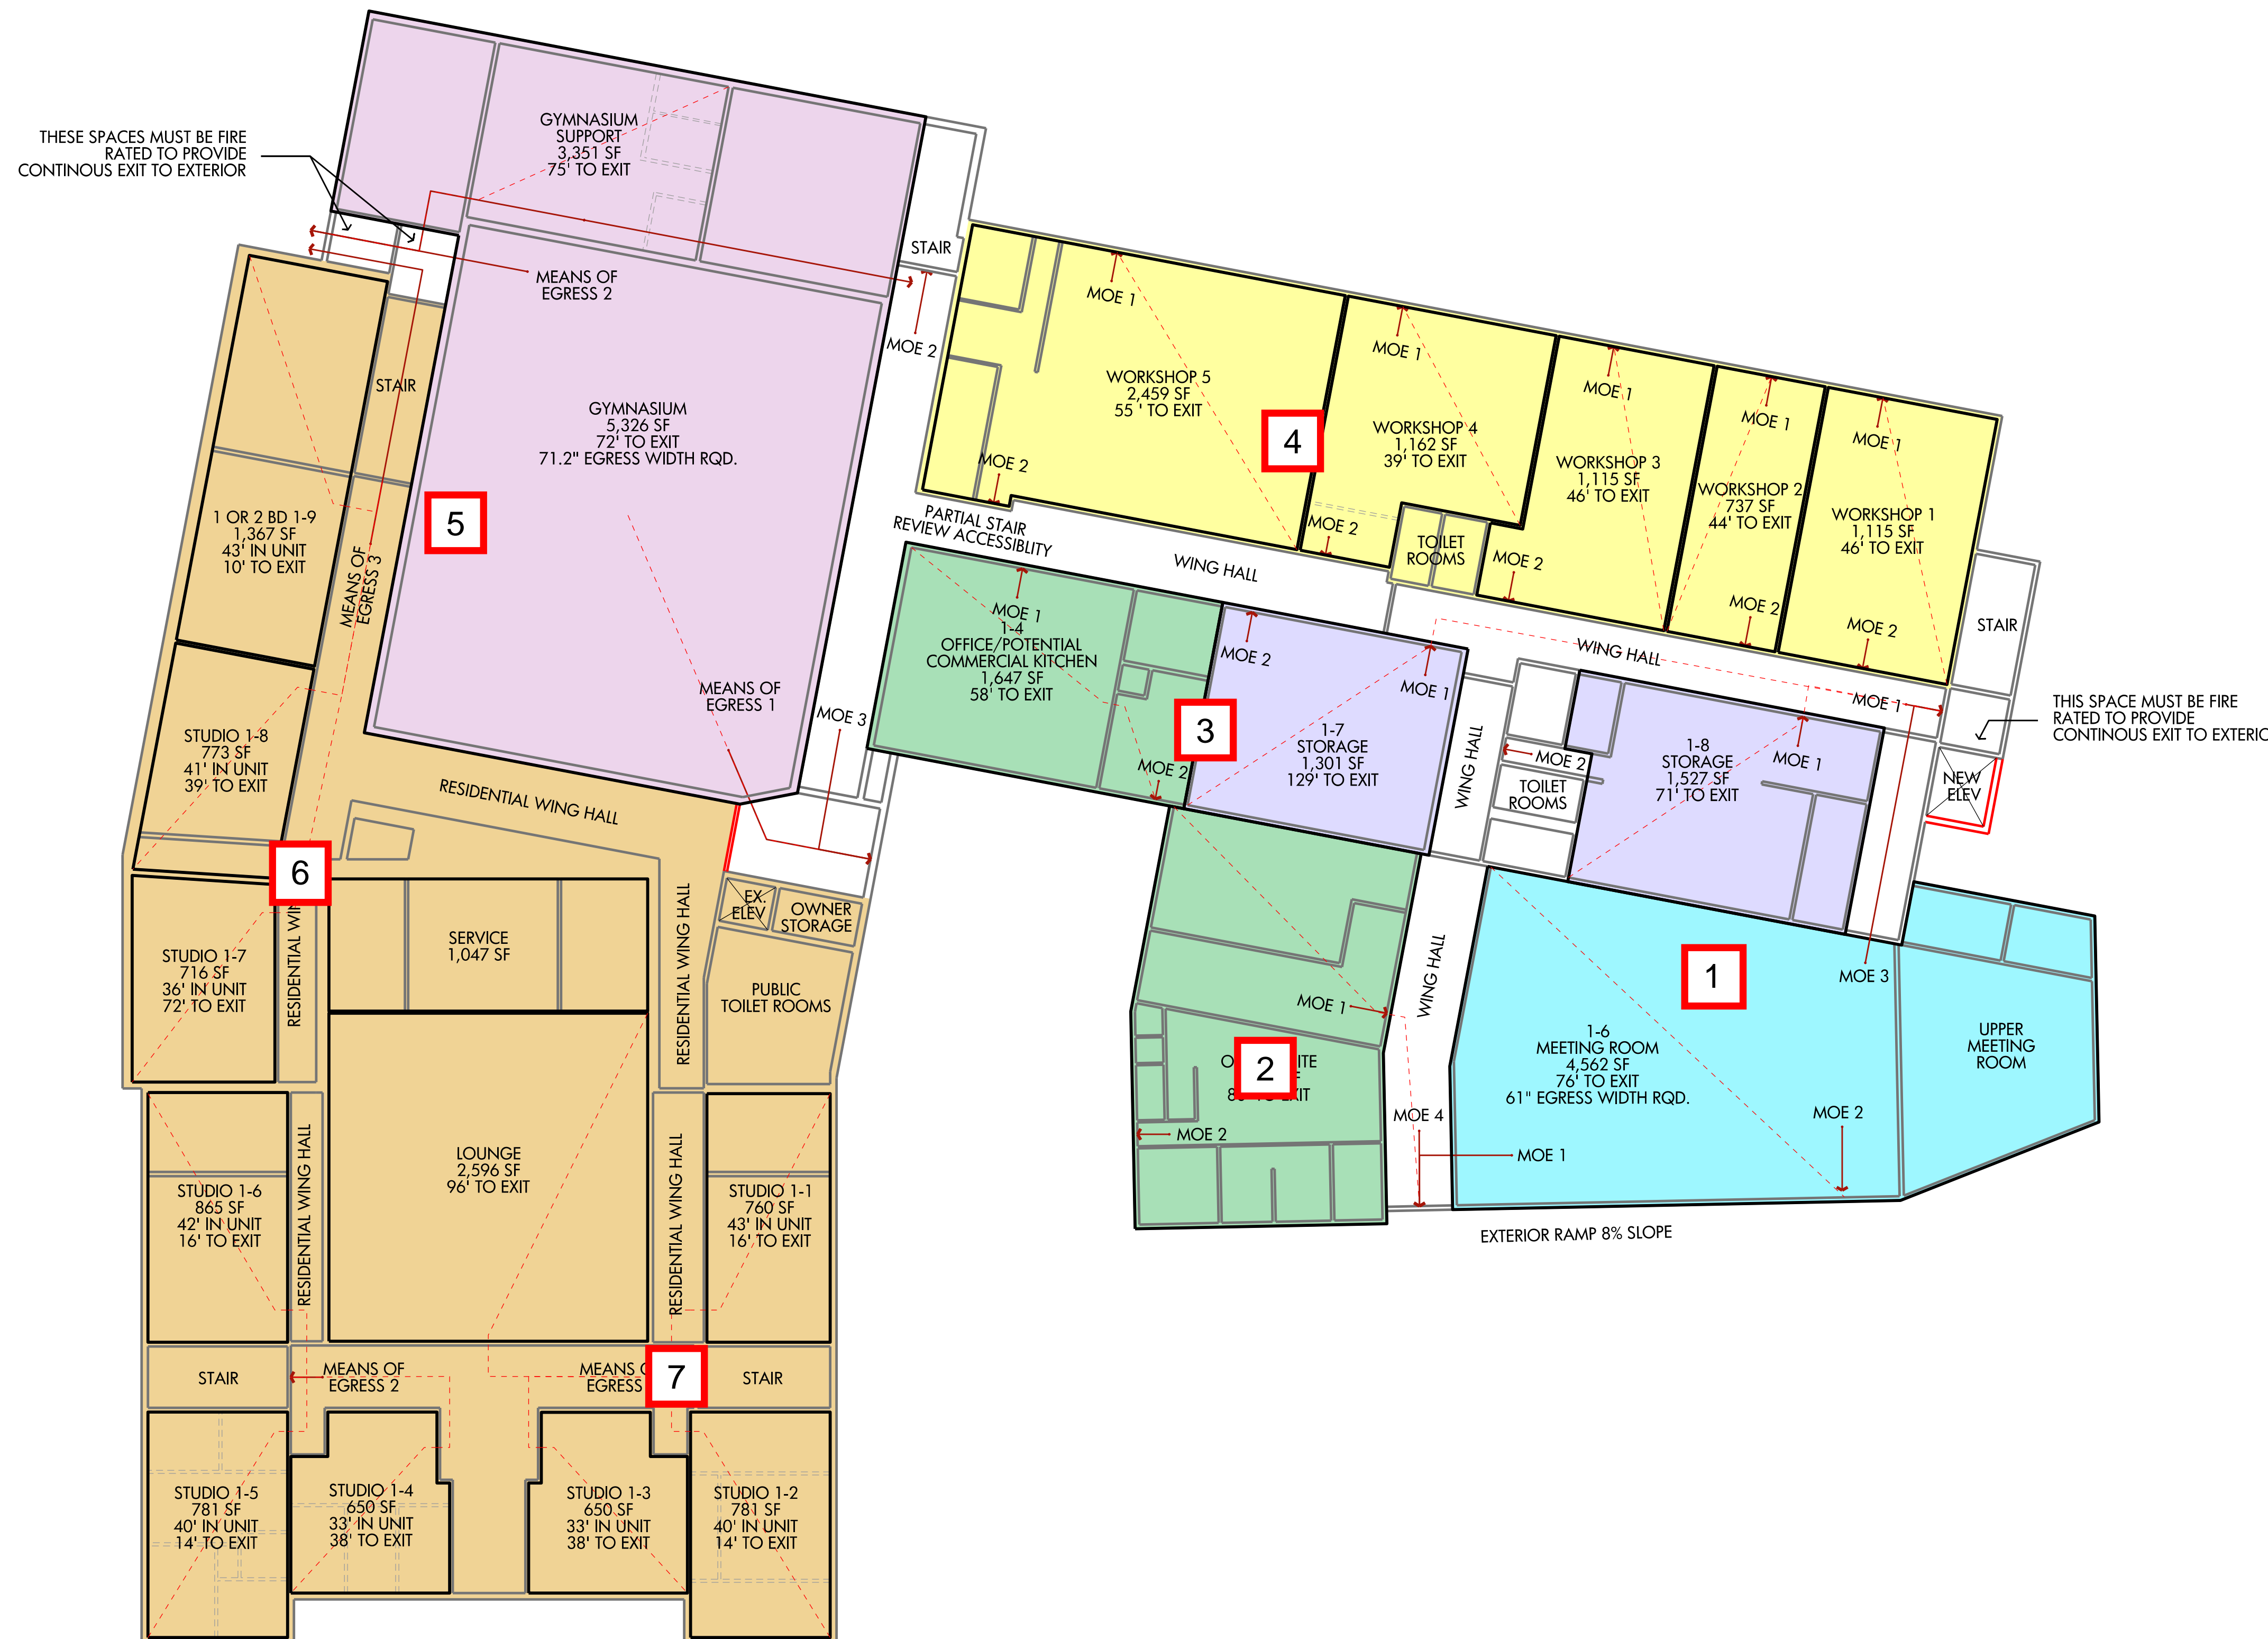 THESE SPACES MUST BE FIRE
RATED TO PROVIDE
CONTINOUS EXIT TO EXTERIOR
GYMNASIUM
SUPPORT
3,351 SF
75' TO EXIT
STAIR
MEANS OF
EGRESS 2
MOE 2
STAIR
GYMNASIUM
5,326 SF
72' TO EXIT
71.2" EGRESS WIDTH RQD.
5
1 OR 2 BD 1-9
1,367 SF
43' IN UNIT
10' TO EXIT
MEANS OF
EGRESS 3
MEANS OF
EGRESS 1
MOE 3
STUDIO 1-8
773 SF
41' IN UNIT
39' TO EXIT
RESIDENTIAL WING HALL
6
MOE 1
WORKSHOP 5
2,459 SF
55 ' TO EXIT
MOE 2
4
MOE 1
WORKSHOP 4
1,162 SF
39' TO EXIT
MOE 2
TOILET
ROOMS
MOE 1
WORKSHOP 3
1,115 SF
46' TO EXIT
MOE 2
MOE 1
WORKSHOP 2
737 SF
44' TO EXIT
MOE 2
MOE 1
WORKSHOP 1
1,115 SF
46' TO EXIT
MOE 2
STAIR
PARTIAL STAIR
REVIEW ACCESSIBLITY
WING HALL
WING HALL
MOE 1
THIS SPACE MUST BE FIRE
RATED TO PROVIDE
CONTINOUS EXIT TO EXTERIO
NEW
ELEV
MOE 1
1-4
OFFICE/POTENTIAL
COMMERCIAL KITCHEN
1,647 SF
58' TO EXIT
MOE 2
3
MOE 2
MOE 1
1-7
STORAGE
1,301 SF
129' TO EXIT
WING HALL
MOE 2
TOILET
ROOMS
1-8
STORAGE
1,527 SF
71' TO EXIT
MOE 1
MOE 3
1
1-6
MEETING ROOM
4,562 SF
76' TO EXIT
61" EGRESS WIDTH RQD.
UPPER
MEETING
ROOM
MOE 2
WING HALL
MOE 1
2
MOE 2
MOE 4
MOE 1
EXTERIOR RAMP 8% SLOPE
EX.
ELEV
OWNER
STORAGE
SERVICE
1,047 SF
RESIDENTIAL WING HALL
PUBLIC
TOILET ROOMS
STUDIO 1-7
716 SF
36' IN UNIT
72' TO EXIT
RESIDENTIAL
LOUNGE
2,596 SF
96' TO EXIT
STUDIO 1-6
865 SF
42' IN UNIT
16' TO EXIT
RESIDENTIAL WING HALL
RESIDENTIAL WING HALL
STUDIO 1-1
760 SF
43' IN UNIT
16' TO EXIT
STAIR
MEANS OF
EGRESS 2
MEANS
EGRESS
7
STAIR
STUDIO 1-5
781 SF
40' IN UNIT
14' TO EXIT
STUDIO 1-4
650 SF
33' IN UNIT
38' TO EXIT
STUDIO 1-3
650 SF
33' IN UNIT
38' TO EXIT
STUDIO 1-2
781 SF
40' IN UNIT
14' TO EXIT